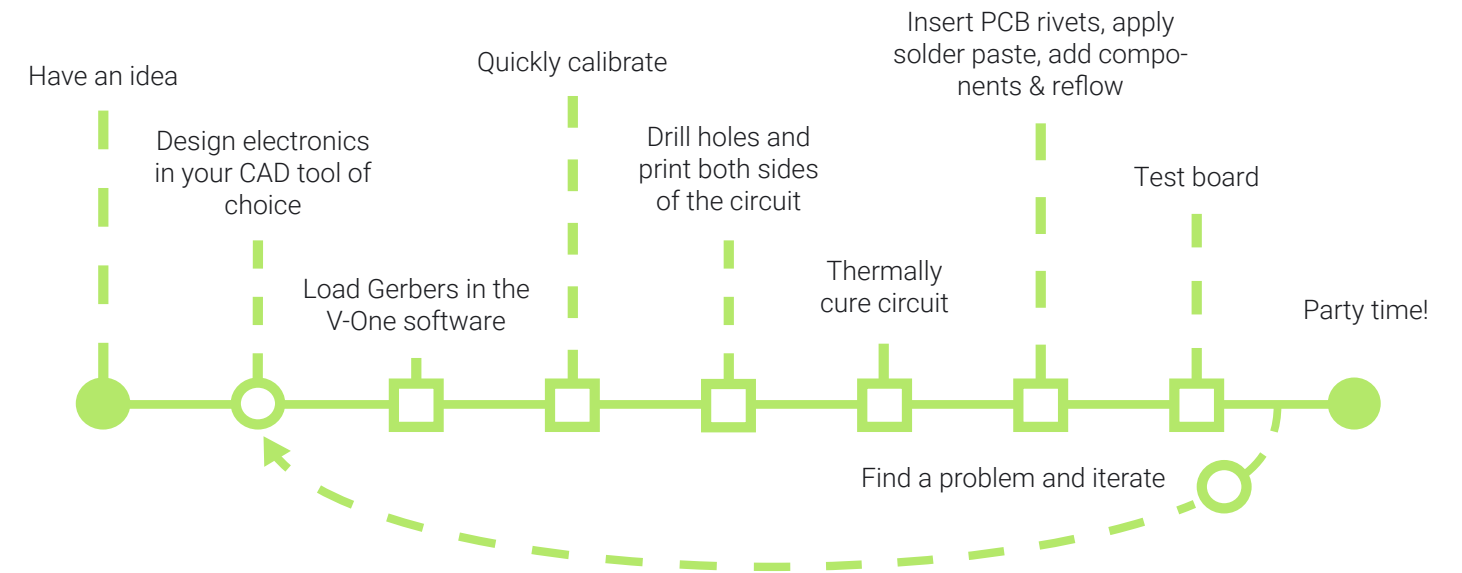 Have an idea
Design electronics
in your CAD tool of
choice
Load Gerbers in the
V-One software
Quickly calibrate
Drill holes and
print both sides
of the circuit
Thermally
cure circuit
Insert PCB rivets, apply
solder paste, add compo-
nents & reflow
Test board
Party time!
Find a problem and iterate